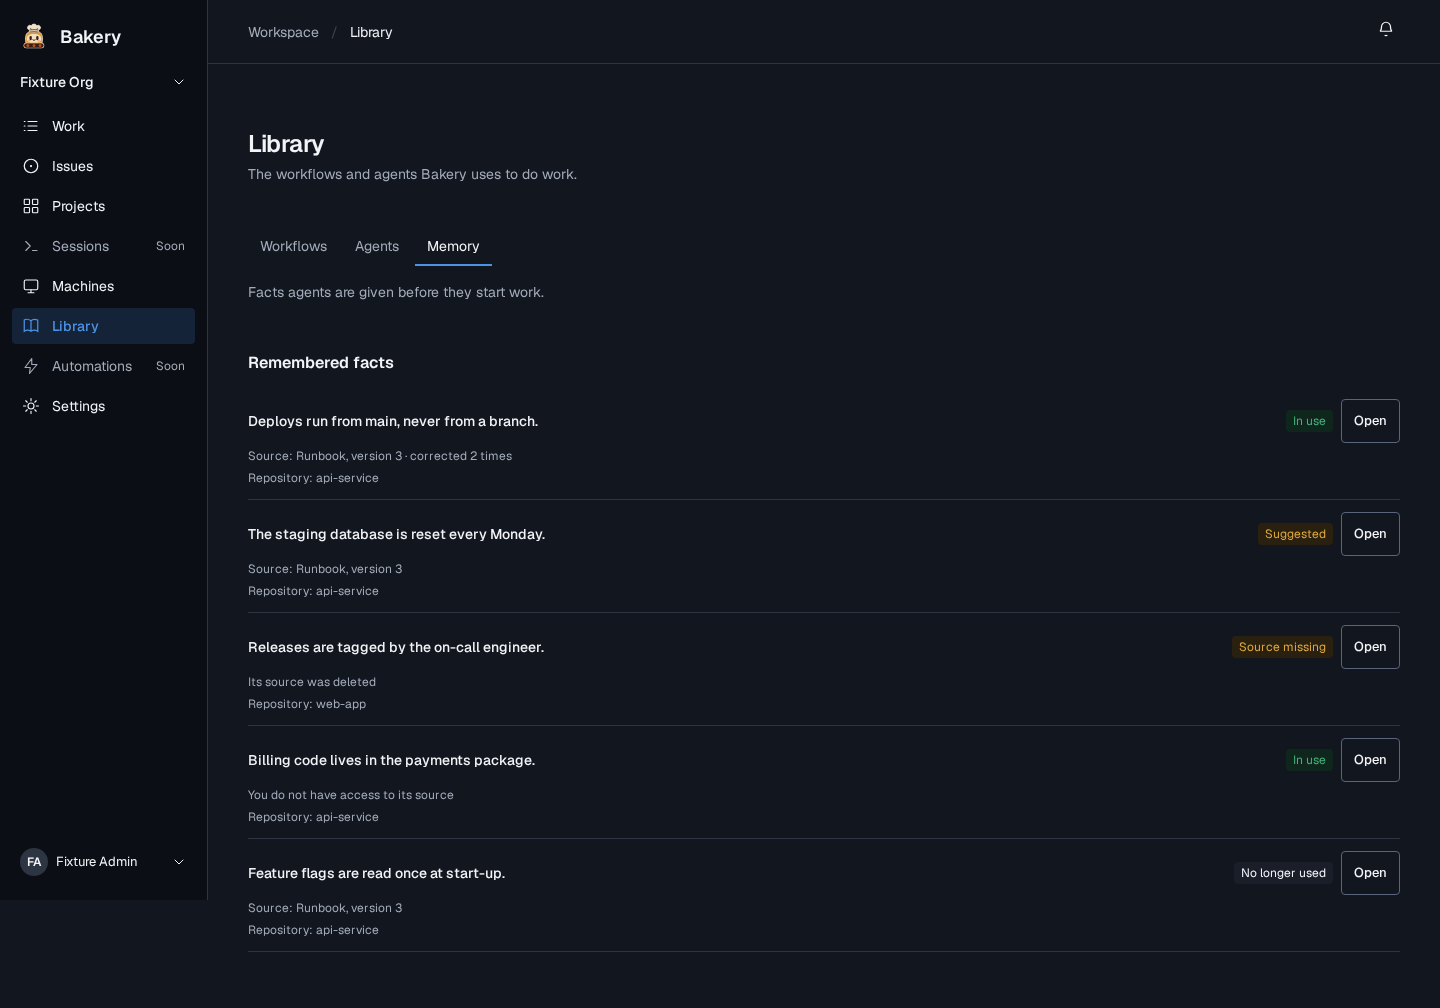 Bakery
Fixture Org
Work
Issues
Projects
Sessions Soon
Machines
Library
Automations Soon
Settings
FA Fixture Admin
Workspace / Library
Library
The workflows and agents Bakery uses to do work.
Workflows Agents Memory
Facts agents are given before they start work.
Remembered facts
Deploys run from main, never from a branch. In use Open
Source: Runbook, version 3 · corrected 2 times
Repository: api-service
The staging database is reset every Monday. Suggested Open
Source: Runbook, version 3
Repository: api-service
Releases are tagged by the on-call engineer. Source missing Open
Its source was deleted
Repository: web-app
Billing code lives in the payments package. In use Open
You do not have access to its source
Repository: api-service
Feature flags are read once at start-up. No longer used Open
Source: Runbook, version 3
Repository: api-service